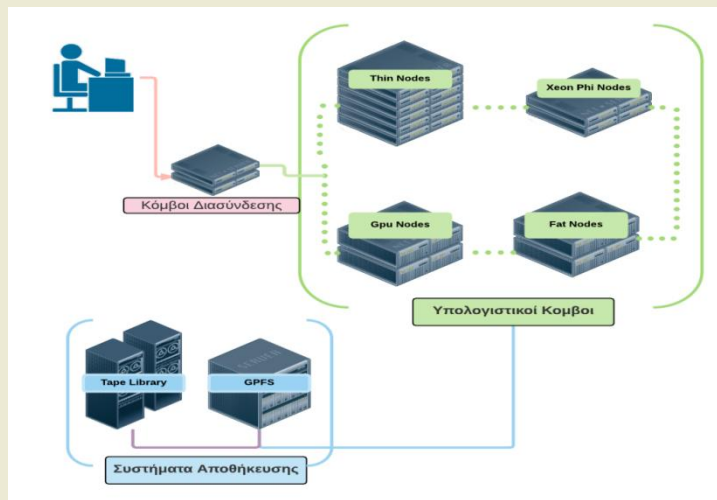 Thin Nodes
Xeon Phi Nodes
Κόμβοι Διασύνδεσης
Gpu Nodes
Fat Nodes
Υπολογιστικοί Κομβοι
Tape Library
GPFS
Συστήματα Αποθήκευσης